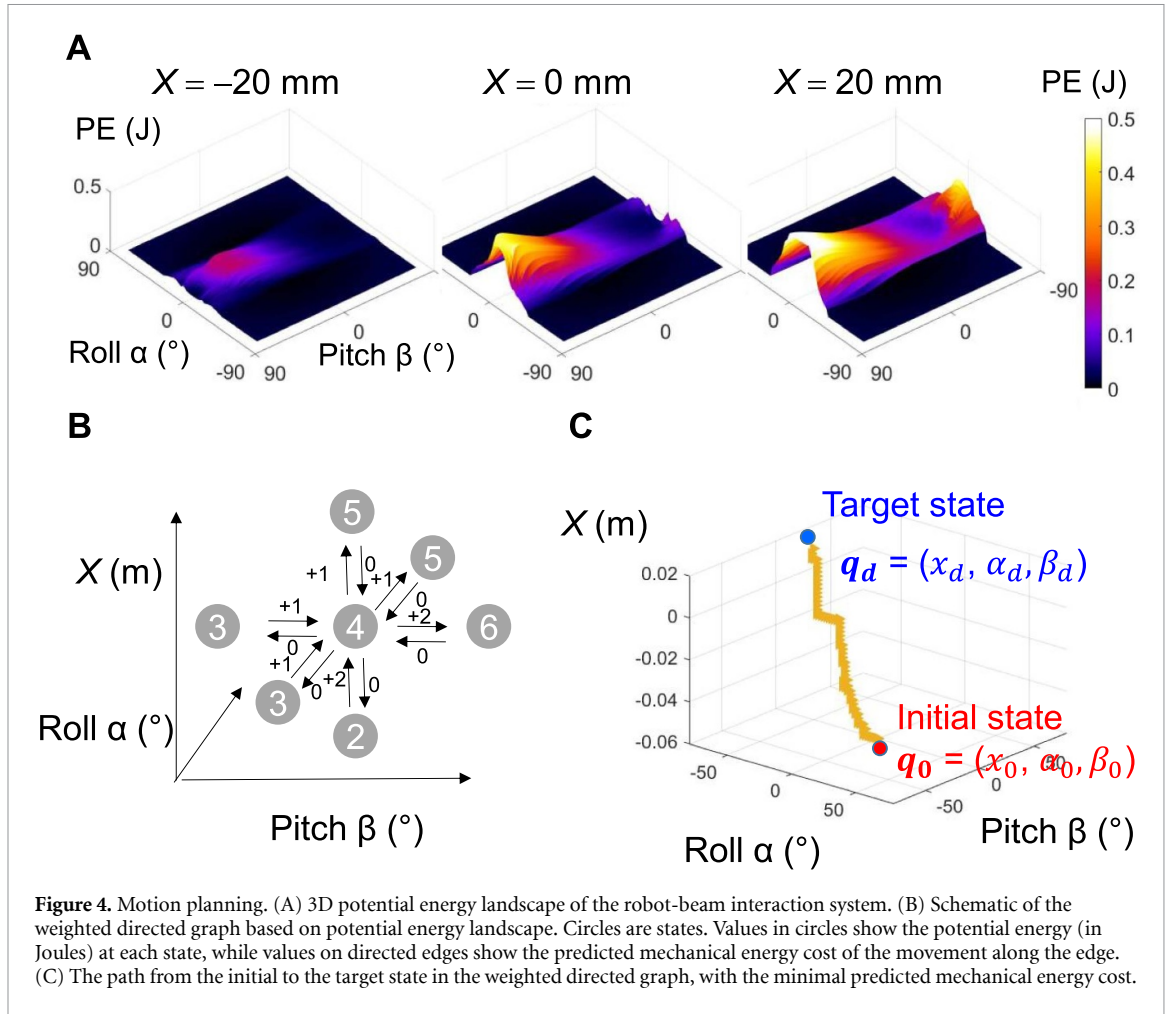 A
X = –20 mm
X = 0 mm
X = 20 mm
PE (J)
PE (J)
0.5
0
90
0
-90
90
0
Roll α (°)
Pitch β (°)
0
-90
90
0
0
-90
90
0
-90
0.5
0.4
0.3
0.2
0.1
0
B
X (m)
Roll α (°)
Pitch β (°)
5
5
3
4
6
3
2
+1
0
+1
0
+1
0
+2
0
+1
0
+2
0
C
X (m)
0.02
0
-0.02
-0.04
-0.06
-50
0
50
-50
0
50
Roll α (°)
Pitch β (°)
Target state
q_d = (x_d, α_d, β_d)
Initial state
q_0 = (x_0, α_0, β_0)
Figure 4. Motion planning. (A) 3D potential energy landscape of the robot-beam interaction system. (B) Schematic of the
weighted directed graph based on potential energy landscape. Circles are states. Values in circles show the potential energy (in
Joules) at each state, while values on directed edges show the predicted mechanical energy cost of the movement along the edge.
(C) The path from the initial to the target state in the weighted directed graph, with the minimal predicted mechanical energy cost.